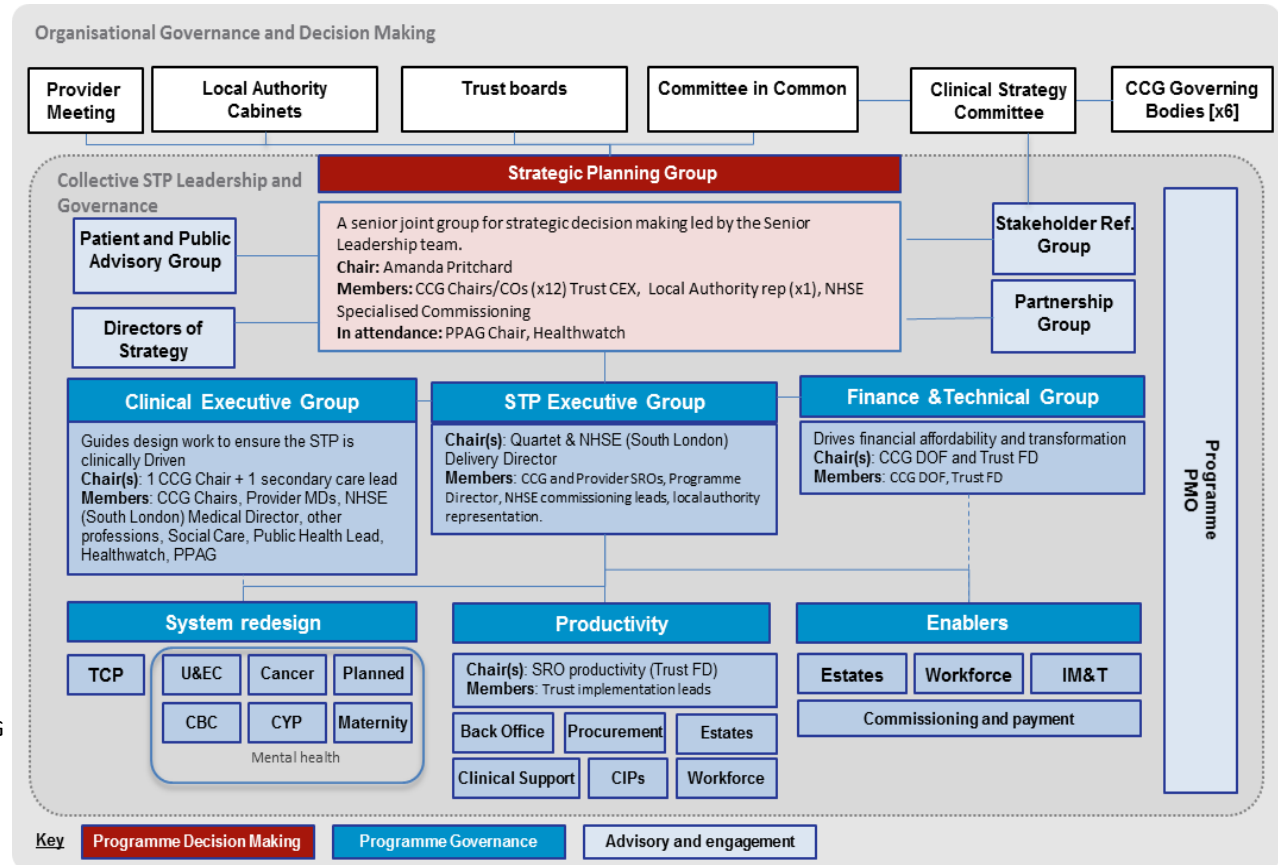 Organisational Governance and Decision Making
Provider
Meeting
Local Authority
Cabinets
Trust boards
Committee in Common
Clinical Strategy
Committee
CCG Governing
Bodies [x6]
Collective STP Leadership and
Governance
Strategic Planning Group
A senior joint group for strategic decision making led by the Senior
Leadership team.
Chair: Amanda Pritchard
Members: CCG Chairs/COs (x12) Trust CEX, Local Authority rep (x1), NHSE
Specialised Commissioning
In attendance: PPAG Chair, Healthwatch
Patient and Public
Advisory Group
Directors of
Strategy
Stakeholder Ref.
Group
Partnership
Group
Programme
PMO
Clinical Executive Group
Guides design work to ensure the STP is
clinically Driven
Chair(s): 1 CCG Chair + 1 secondary care lead
Members: CCG Chairs, Provider MDs, NHSE
(South London) Medical Director, other
professions, Social Care, Public Health Lead,
Healthwatch, PPAG
STP Executive Group
Chair(s): Quartet & NHSE (South London)
Delivery Director
Members: CCG and Provider SROs, Programme
Director, NHSE commissioning leads, local authority
representation.
Finance &Technical Group
Drives financial affordability and transformation
Chair(s): CCG DOF and Trust FD
Members: CCG DOF, Trust FD
System redesign
TCP
U&EC
Cancer
Planned
CBC
CYP
Maternity
Mental health
Productivity
Chair(s): SRO productivity (Trust FD)
Members: Trust implementation leads
Back Office
Procurement
Estates
Clinical Support
CIPs
Workforce
Enablers
Estates
Workforce
IM&T
Commissioning and payment
G
Key
Programme Decision Making
Programme Governance
Advisory and engagement